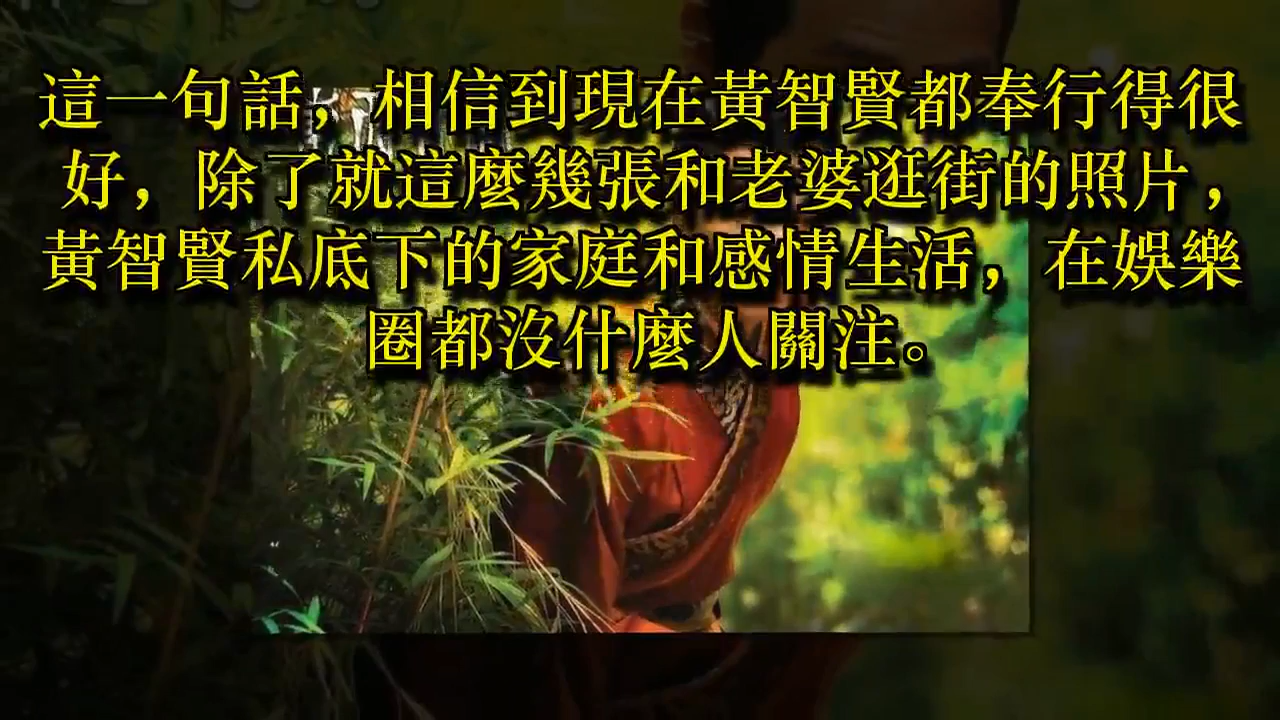 這一句話，相信到現在黃智賢都奉行得很
好，除了就這麼幾張和老婆逛街的照片，
黃智賢私底下的家庭和感情生活，在娛樂
圈都沒什麼人關注。